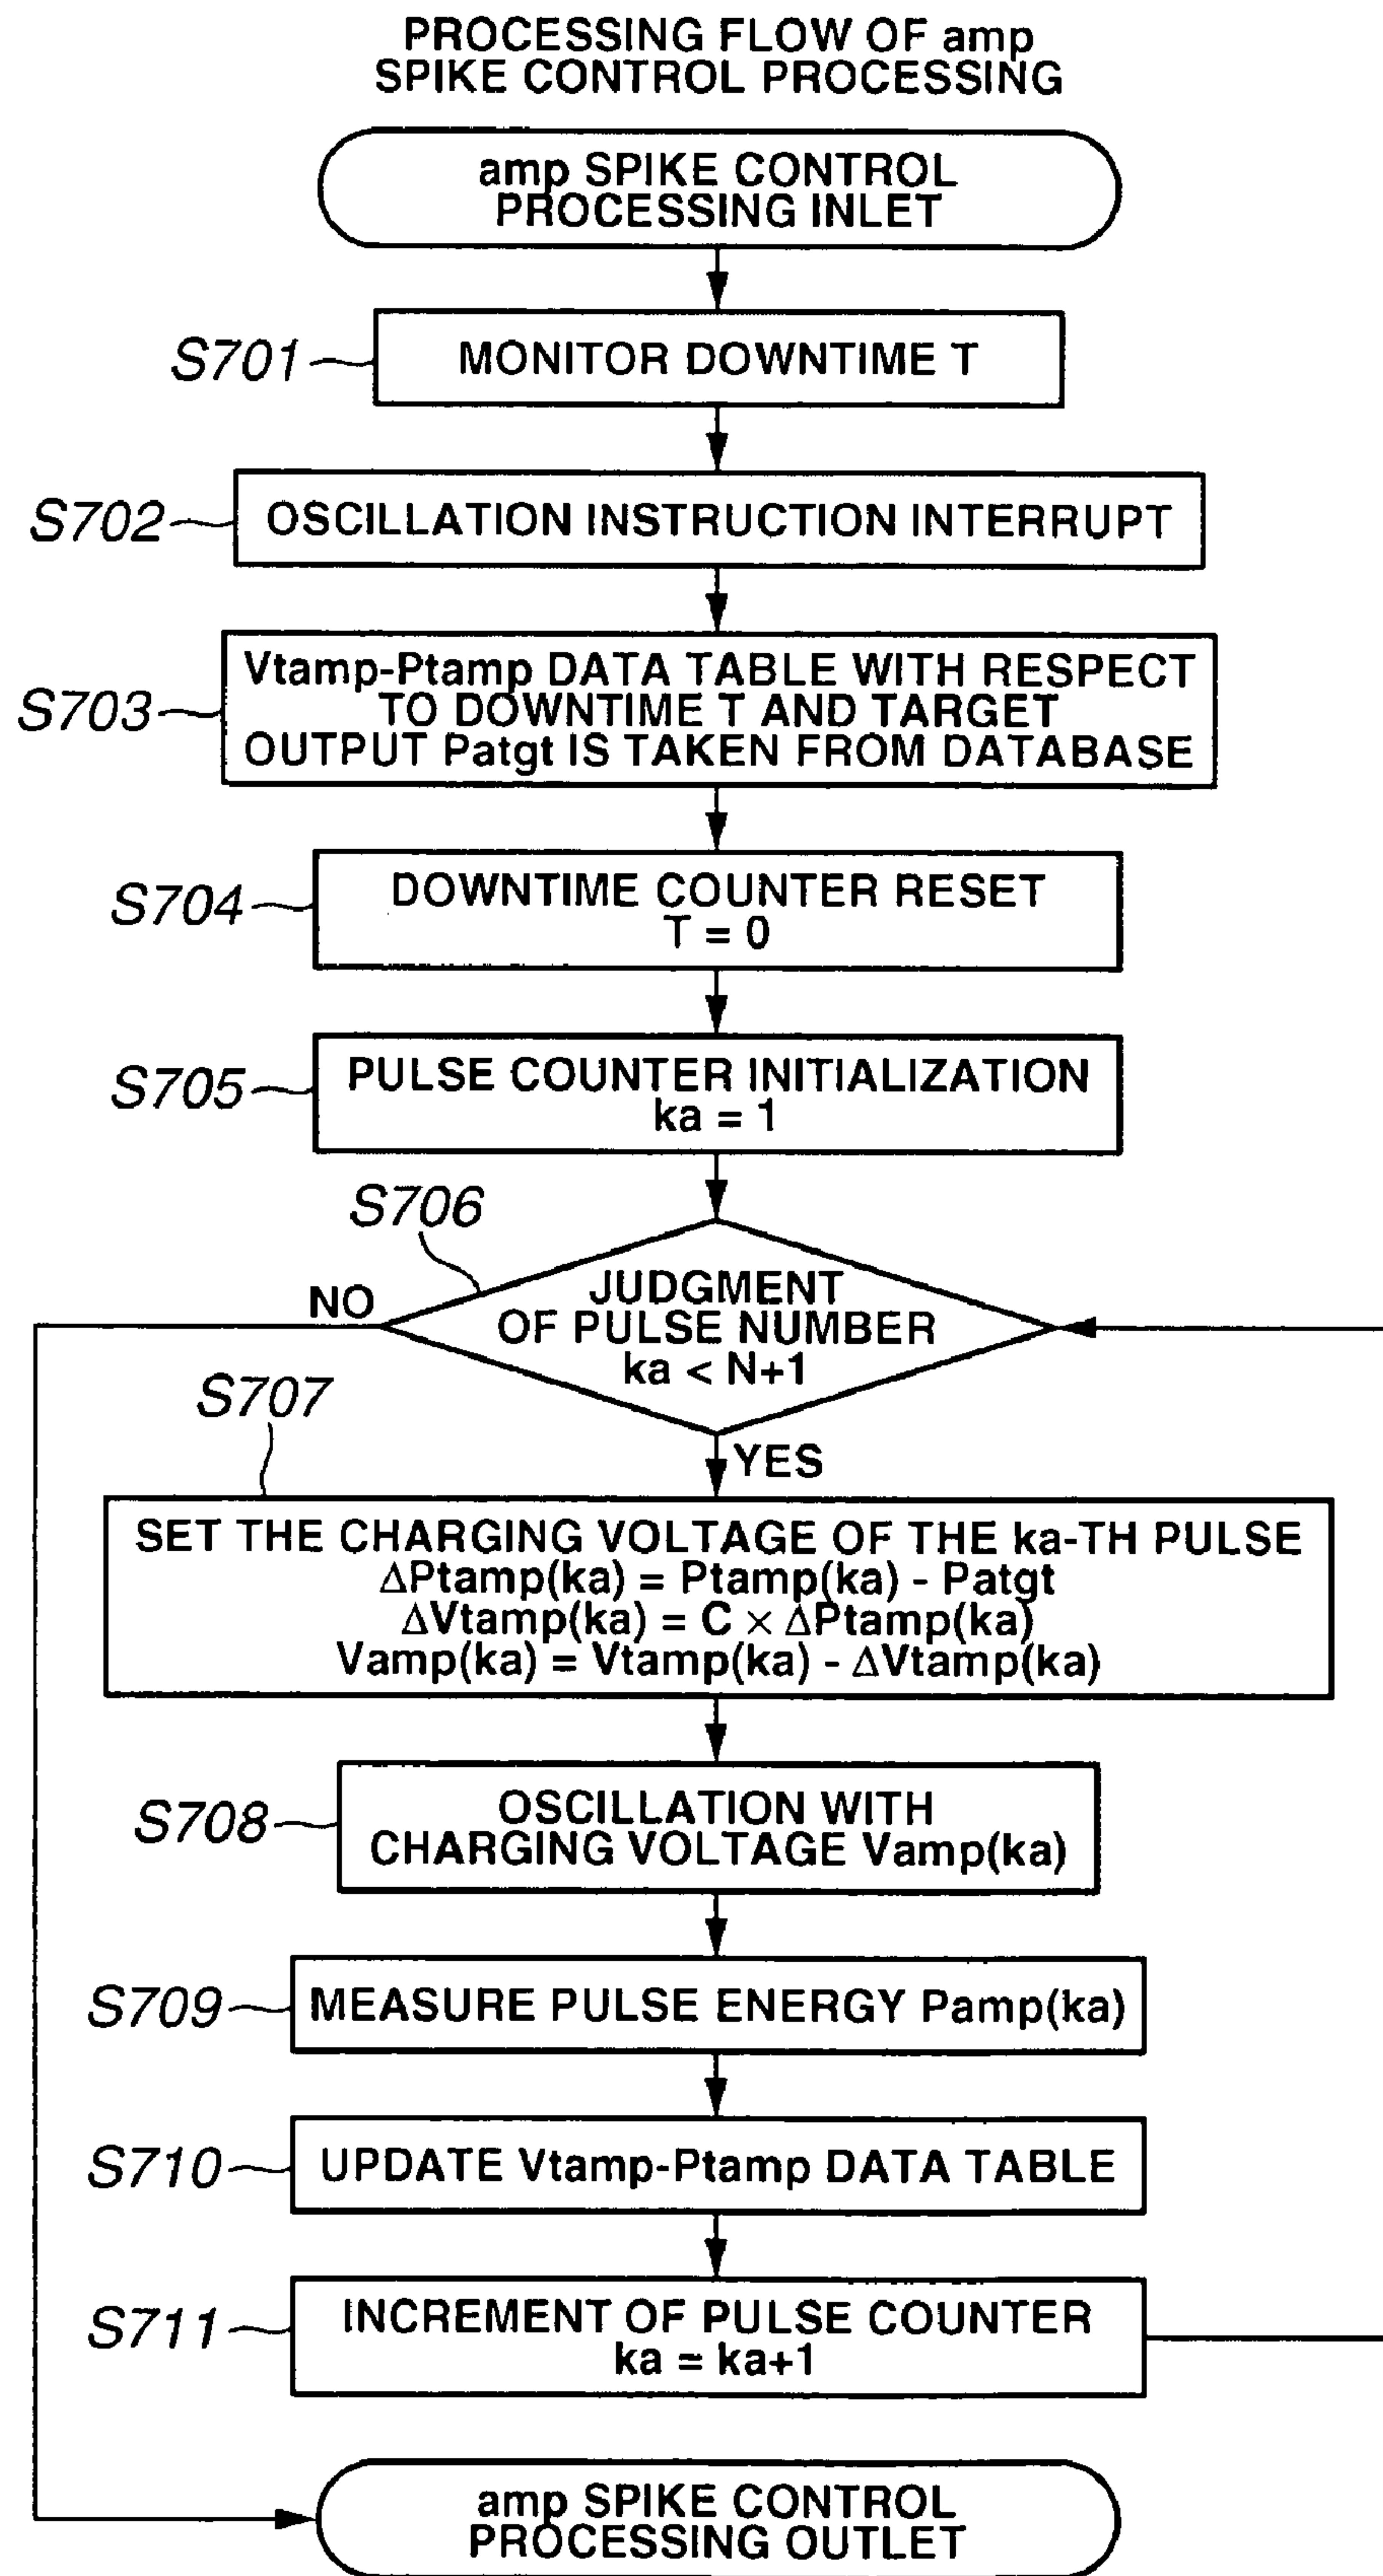 PROCESSING FLOW OF amp
SPIKE CONTROL PROCESSING
amp SPIKE CONTROL
PROCESSING INLET
S701
MONITOR DOWNTIME T
S702
OSCILLATION INSTRUCTION INTERRUPT
S703
Vtamp-Ptamp DATA TABLE WITH RESPECT
TO DOWNTIME T AND TARGET
OUTPUT Patgt IS TAKEN FROM DATABASE
S704
DOWNTIME COUNTER RESET
T = 0
S705
PULSE COUNTER INITIALIZATION
ka = 1
S706
JUDGMENT
OF PULSE NUMBER
ka < N+1
NO
YES
S707
SET THE CHARGING VOLTAGE OF THE ka-TH PULSE
ΔPtamp(ka) = Ptamp(ka) - Patgt
ΔVtamp(ka) = C × ΔPtamp(ka)
Vamp(ka) = Vtamp(ka) - ΔVtamp(ka)
S708
OSCILLATION WITH
CHARGING VOLTAGE Vamp(ka)
S709
MEASURE PULSE ENERGY Pamp(ka)
S710
UPDATE Vtamp-Ptamp DATA TABLE
S711
INCREMENT OF PULSE COUNTER
ka = ka+1
amp SPIKE CONTROL
PROCESSING OUTLET